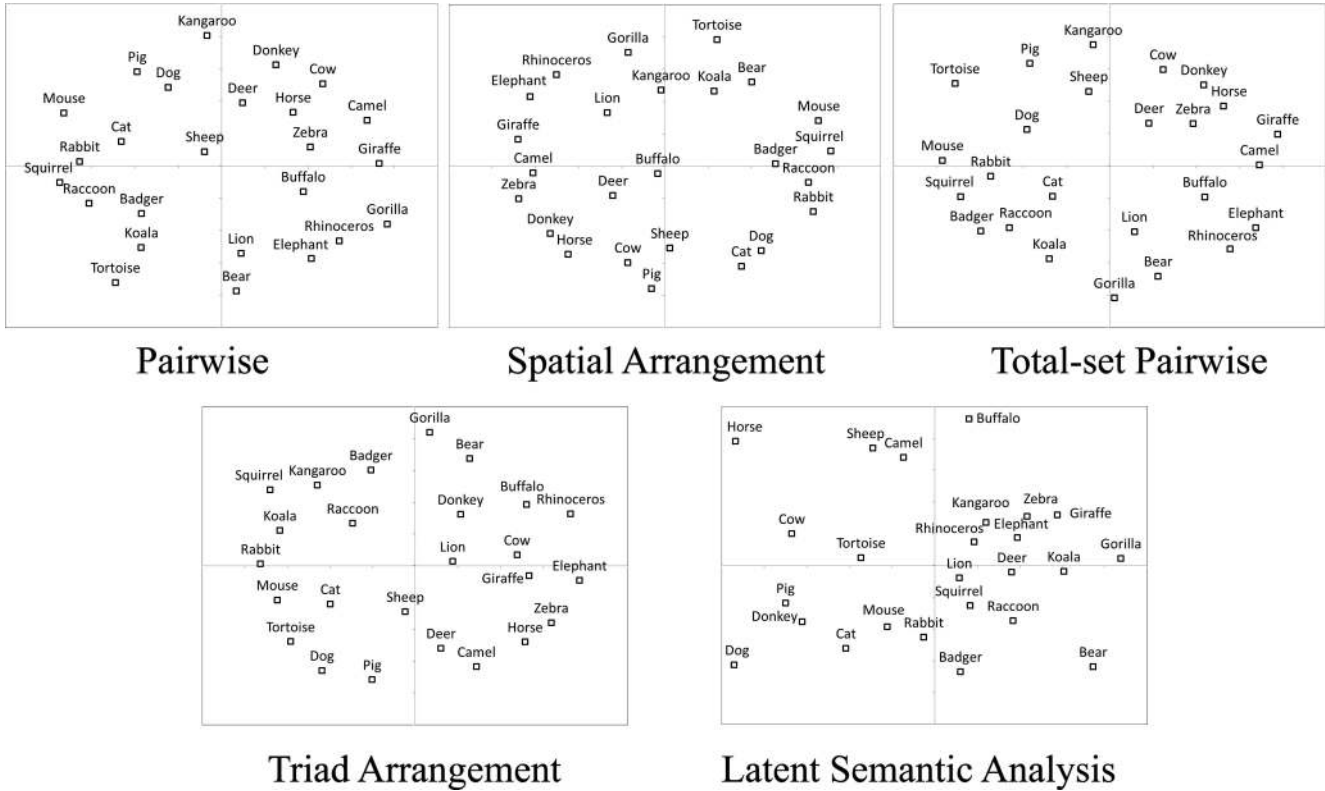 Kangaroo
Donkey
Pig
Dog
Cow
Deer
Horse
Mouse
Camel
Cat
Sheep
Zebra
Rabbit
Giraffe
Squirrel
Raccoon
Buffalo
Badger
Gorilla
Koala
Lion
Rhinoceros
Elephant
Tortoise
Bear
Pairwise
Tortoise
Gorilla
Rhinoceros
Elephant
Kangaroo
Koala
Bear
Lion
Mouse
Giraffe
Squirrel
Camel
Buffalo
Badger
Raccoon
Zebra
Deer
Rabbit
Donkey
Horse
Cow
Sheep
Dog
Cat
Pig
Spatial Arrangement
Kangaroo
Pig
Cow
Tortoise
Sheep
Donkey
Horse
Dog
Deer
Zebra
Giraffe
Mouse
Rabbit
Camel
Squirrel
Cat
Buffalo
Badger
Raccoon
Lion
Elephant
Koala
Rhinoceros
Bear
Gorilla
Total-set Pairwise
Gorilla
Bear
Badger
Squirrel
Kangaroo
Buffalo
Rhinoceros
Raccoon
Donkey
Koala
Rabbit
Lion
Cow
Giraffe
Elephant
Mouse
Cat
Sheep
Zebra
Tortoise
Deer
Horse
Dog
Pig
Camel
Triad Arrangement
Buffalo
Horse
Sheep
Camel
Kangaroo
Zebra
Giraffe
Cow
Rhinoceros
Elephant
Tortoise
Gorilla
Lion
Deer
Koala
Pig
Squirrel
Donkey
Mouse
Raccoon
Rabbit
Cat
Dog
Badger
Bear
Latent Semantic Analysis